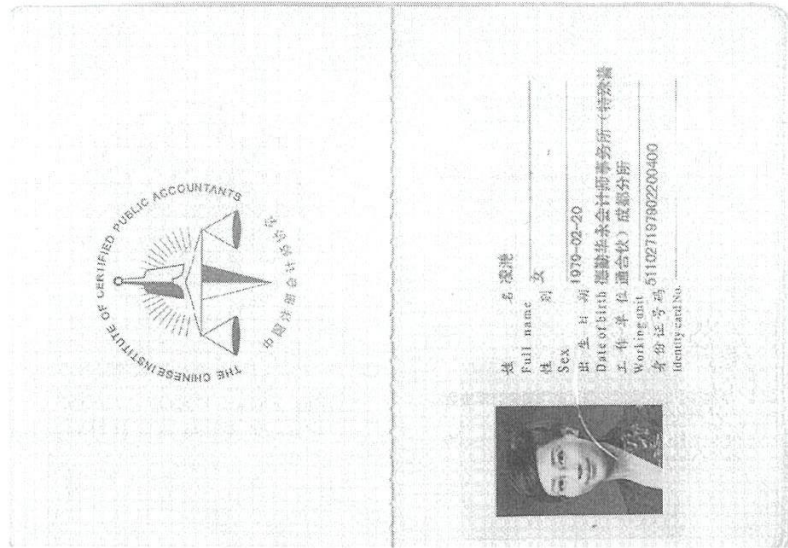 THE CHINESE INSTITUTE OF CERTIFIED PUBLIC ACCOUNTANTS
中国注册会计师协会
姓 名 凌滟
Full name
性 别 女
Sex
出 生 日 期 1979-02-20
Date of birth
工 作 单 位 德勤华永会计师事务所（特殊普
通合伙）成都分所
Working unit
身份证号码 511027197902200400
Identity card No.